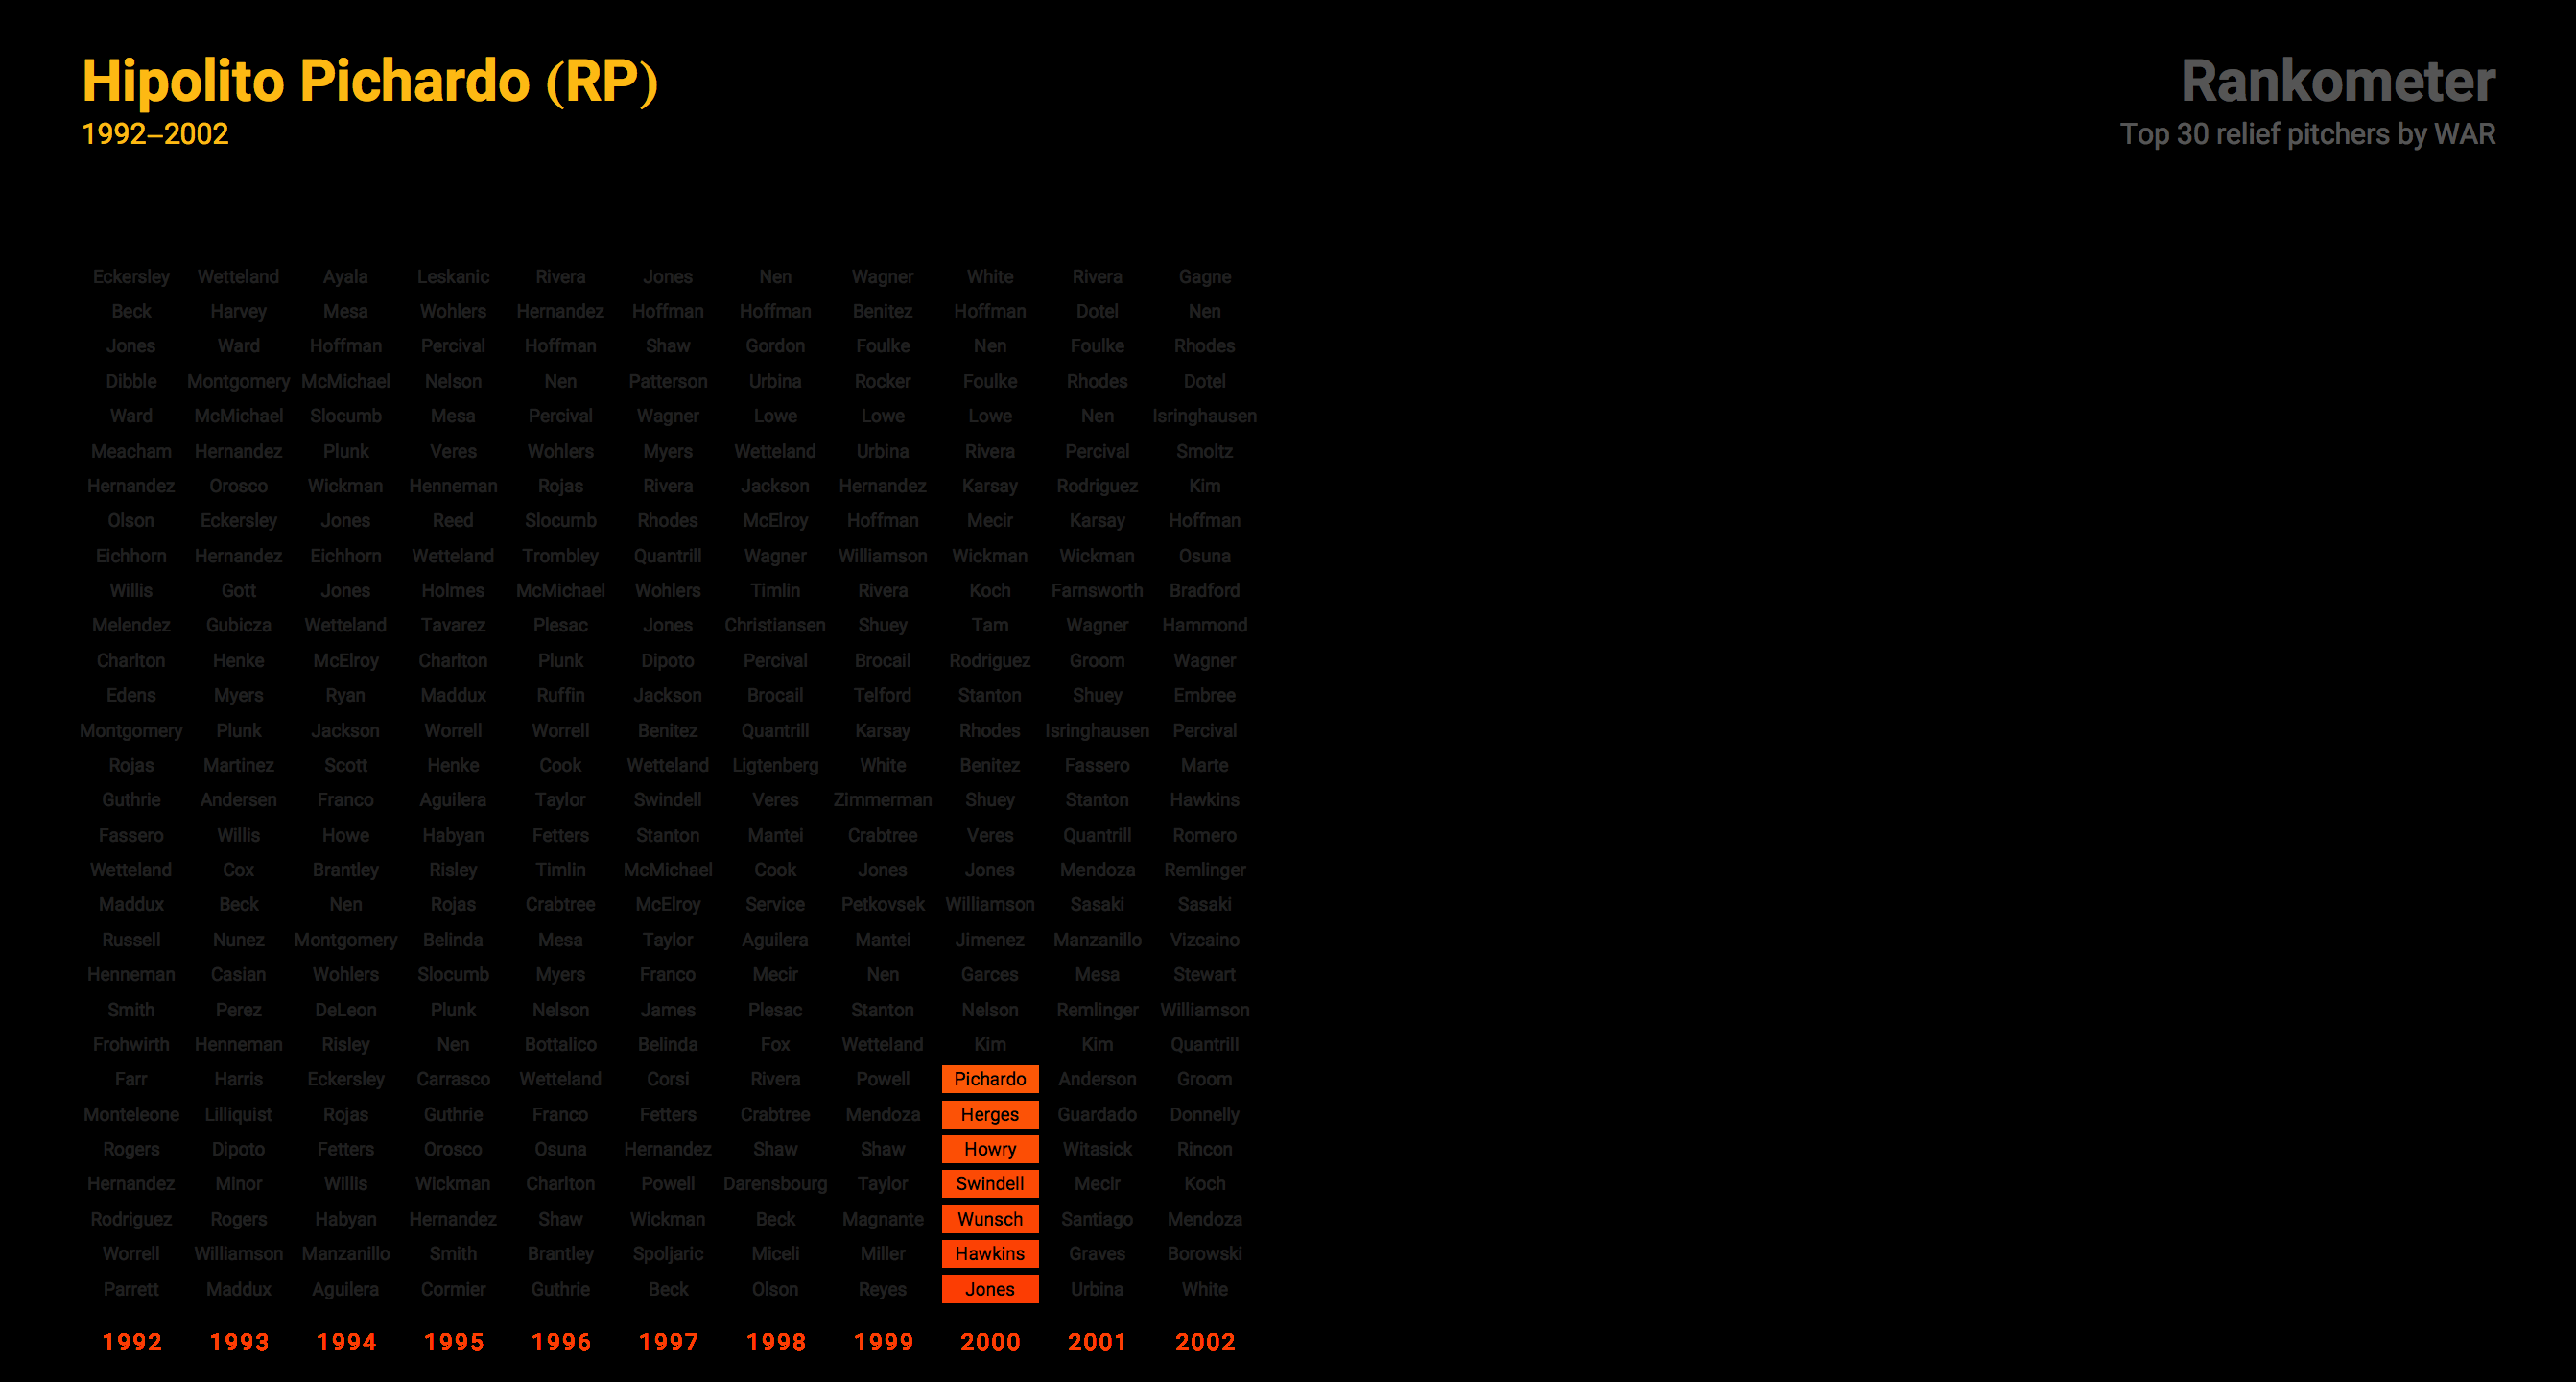 Hipolito Pichardo (RP)
1992–2002
Rankometer
Top 30 relief pitchers by WAR
Eckersley Wetteland Ayala Leskanic Rivera Jones Nen Wagner White Rivera Gagne
Beck Harvey Mesa Wohlers Hernandez Hoffman Hoffman Benitez Hoffman Dotel Nen
Jones Ward Hoffman Percival Hoffman Shaw Gordon Foulke Nen Foulke Rhodes
Dibble Montgomery McMichael Nelson Nen Patterson Urbina Rocker Foulke Rhodes Dotel
Ward McMichael Slocumb Mesa Percival Wagner Lowe Lowe Lowe Nen Isringhausen
Meacham Hernandez Plunk Veres Wohlers Myers Wetteland Urbina Rivera Percival Smoltz
Hernandez Orosco Wickman Henneman Rojas Rivera Jackson Hernandez Karsay Rodriguez Kim
Olson Eckersley Jones Reed Slocumb Rhodes McElroy Hoffman Mecir Karsay Hoffman
Eichhorn Hernandez Eichhorn Wetteland Trombley Quantrill Wagner Williamson Wickman Wickman Osuna
Willis Gott Jones Holmes McMichael Wohlers Timlin Rivera Koch Farnsworth Bradford
Melendez Gubicza Wetteland Tavarez Plesac Jones Christiansen Shuey Tam Wagner Hammond
Charlton Henke McElroy Charlton Plunk Dipoto Percival Brocail Rodriguez Groom Wagner
Edens Myers Ryan Maddux Ruffin Jackson Brocail Telford Stanton Shuey Embree
Montgomery Plunk Jackson Worrell Worrell Benitez Quantrill Karsay Rhodes Isringhausen Percival
Rojas Martinez Scott Henke Cook Wetteland Ligtenberg White Benitez Fassero Marte
Guthrie Andersen Franco Aguilera Taylor Swindell Veres Zimmerman Shuey Stanton Hawkins
Fassero Willis Howe Habyan Fetters Stanton Mantei Crabtree Veres Quantrill Romero
Wetteland Cox Brantley Risley Timlin McMichael Cook Jones Jones Mendoza Remlinger
Maddux Beck Nen Rojas Crabtree McElroy Service Petkovsek Williamson Sasaki Sasaki
Russell Nunez Montgomery Belinda Mesa Taylor Aguilera Mantei Jimenez Manzanillo Vizcaino
Henneman Casian Wohlers Slocumb Myers Franco Mecir Nen Garces Mesa Stewart
Smith Perez DeLeon Plunk Nelson James Plesac Stanton Nelson Remlinger Williamson
Frohwirth Henneman Risley Nen Bottalico Belinda Fox Wetteland Kim Kim Quantrill
Farr Harris Eckersley Carrasco Wetteland Corsi Rivera Powell Pichardo Anderson Groom
Monteleone Lilliquist Rojas Guthrie Franco Fetters Crabtree Mendoza Herges Guardado Donnelly
Rogers Dipoto Fetters Orosco Osuna Hernandez Shaw Shaw Howry Witasick Rincon
Hernandez Minor Willis Wickman Charlton Powell Darensbourg Taylor Swindell Mecir Koch
Rodriguez Rogers Habyan Hernandez Shaw Wickman Beck Magnante Wunsch Santiago Mendoza
Worrell Williamson Manzanillo Smith Brantley Spoljaric Miceli Miller Hawkins Graves Borowski
Parrett Maddux Aguilera Cormier Guthrie Beck Olson Reyes Jones Urbina White
1992 1993 1994 1995 1996 1997 1998 1999 2000 2001 2002